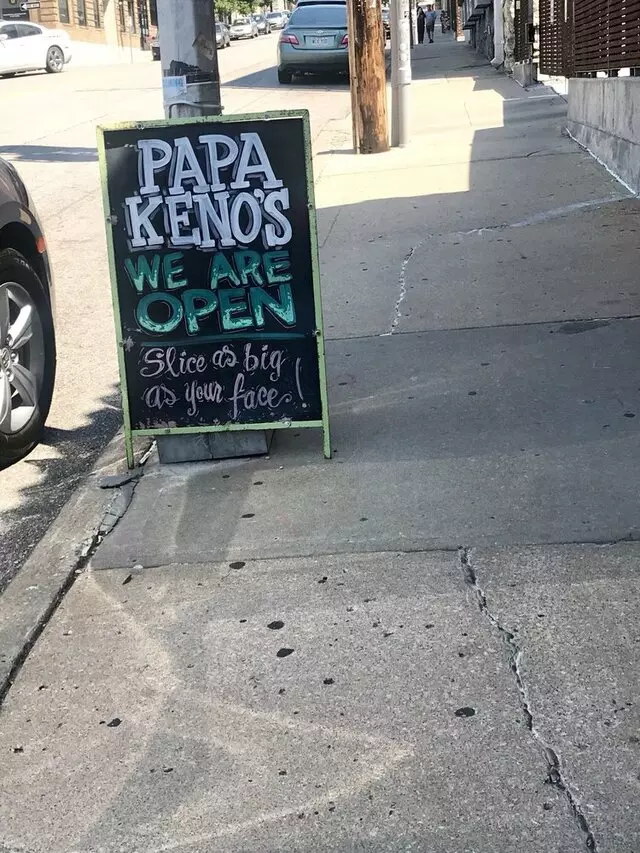 PAPA
KENO'S
WE ARE
OPEN
Slice as big
as your face!